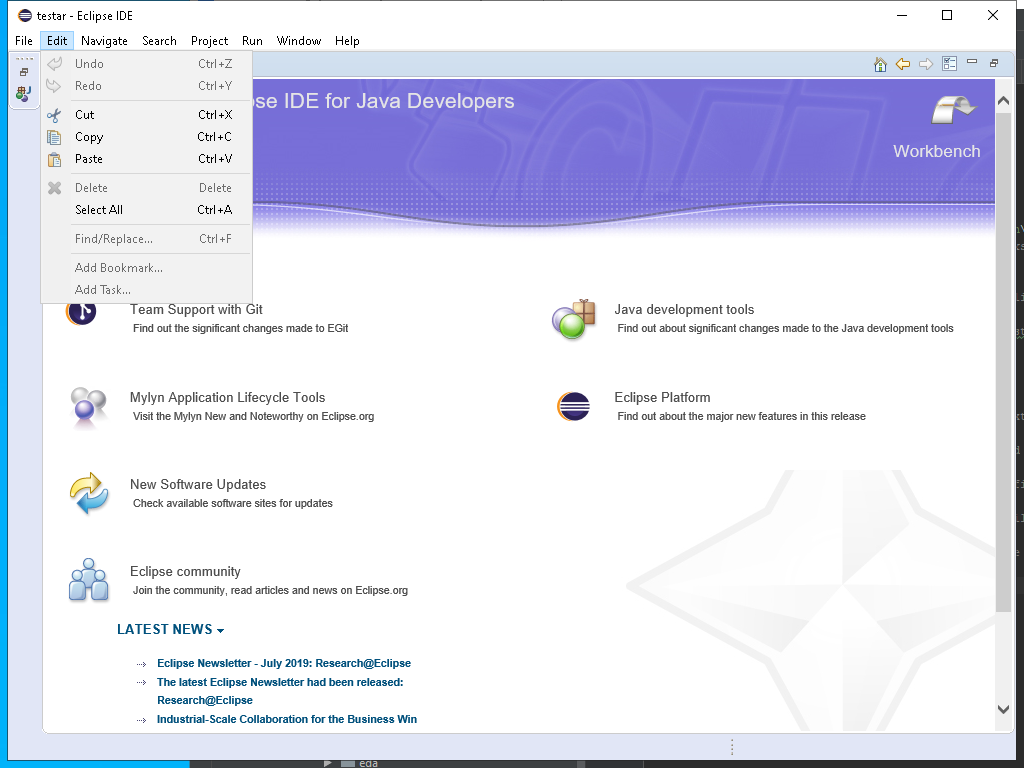 testar - Eclipse IDE
File Edit Navigate Search Project Run Window Help
Undo Ctrl+Z
Redo Ctrl+Y
Cut Ctrl+X
Copy Ctrl+C
Paste Ctrl+V
Delete Delete
Select All Ctrl+A
Find/Replace... Ctrl+F
Add Bookmark...
Add Task...
se IDE for Java Developers
Workbench
Team Support with Git
Find out the significant changes made to EGit
Java development tools
Find out about significant changes made to the Java development tools
Mylyn Application Lifecycle Tools
Visit the Mylyn New and Noteworthy on Eclipse.org
Eclipse Platform
Find out about the major new features in this release
New Software Updates
Check available software sites for updates
Eclipse community
Join the community, read articles and news on Eclipse.org
LATEST NEWS
Eclipse Newsletter - July 2019: Research@Eclipse
The latest Eclipse Newsletter had been released:
Research@Eclipse
Industrial-Scale Collaboration for the Business Win
eda